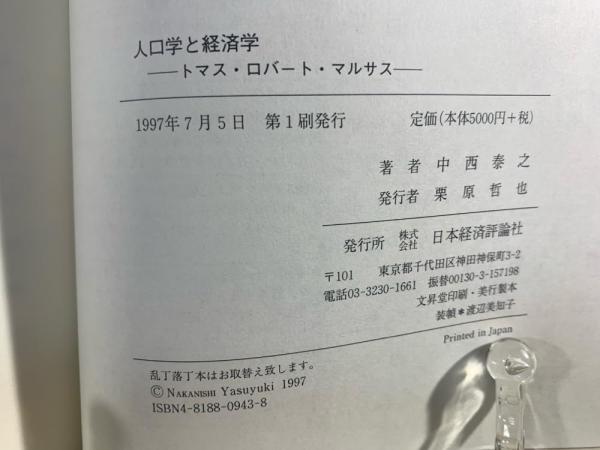 人口学と経済学
――トマス・ロバート・マルサス――
1997年7月5日 第1刷発行 定価(本体5000円+税)
著者 中西泰之
発行者 栗原哲也
発行所 株式会社 日本経済評論社
〒101 東京都千代田区神田神保町3-2
電話03-3230-1661 振替00130-3-157198
文昇堂印刷・美行製本
装幀*渡辺美知子
Printed in Japan
乱丁落丁本はお取替え致します。
© NAKANISHI Yasuyuki 1997
ISBN4-8188-0943-8